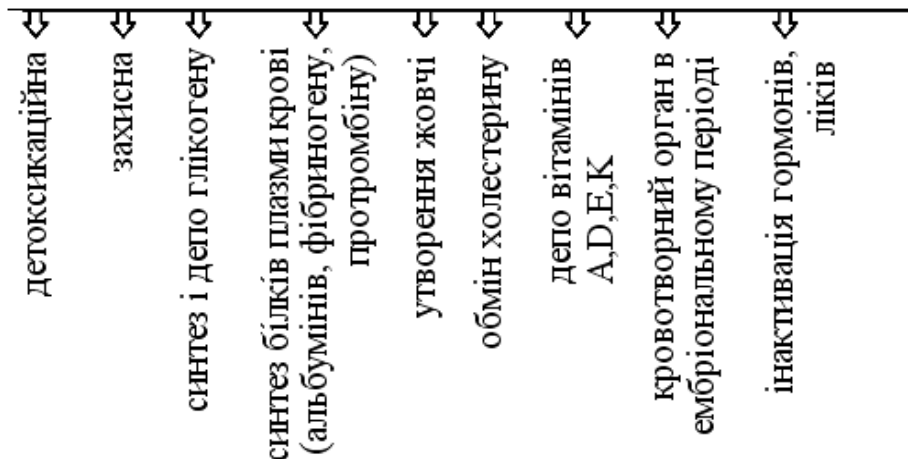 детоксикаційна
захисна
синтез і депо глікогену
синтез білків плазми крові
(альбумінів, фібриногену,
протромбіну)
утворення жовчі
обмін холестерину
депо вітамінів
A,D,E,K
кровотворний орган в
ембріональному періоді
інактивація гормонів,
ліків